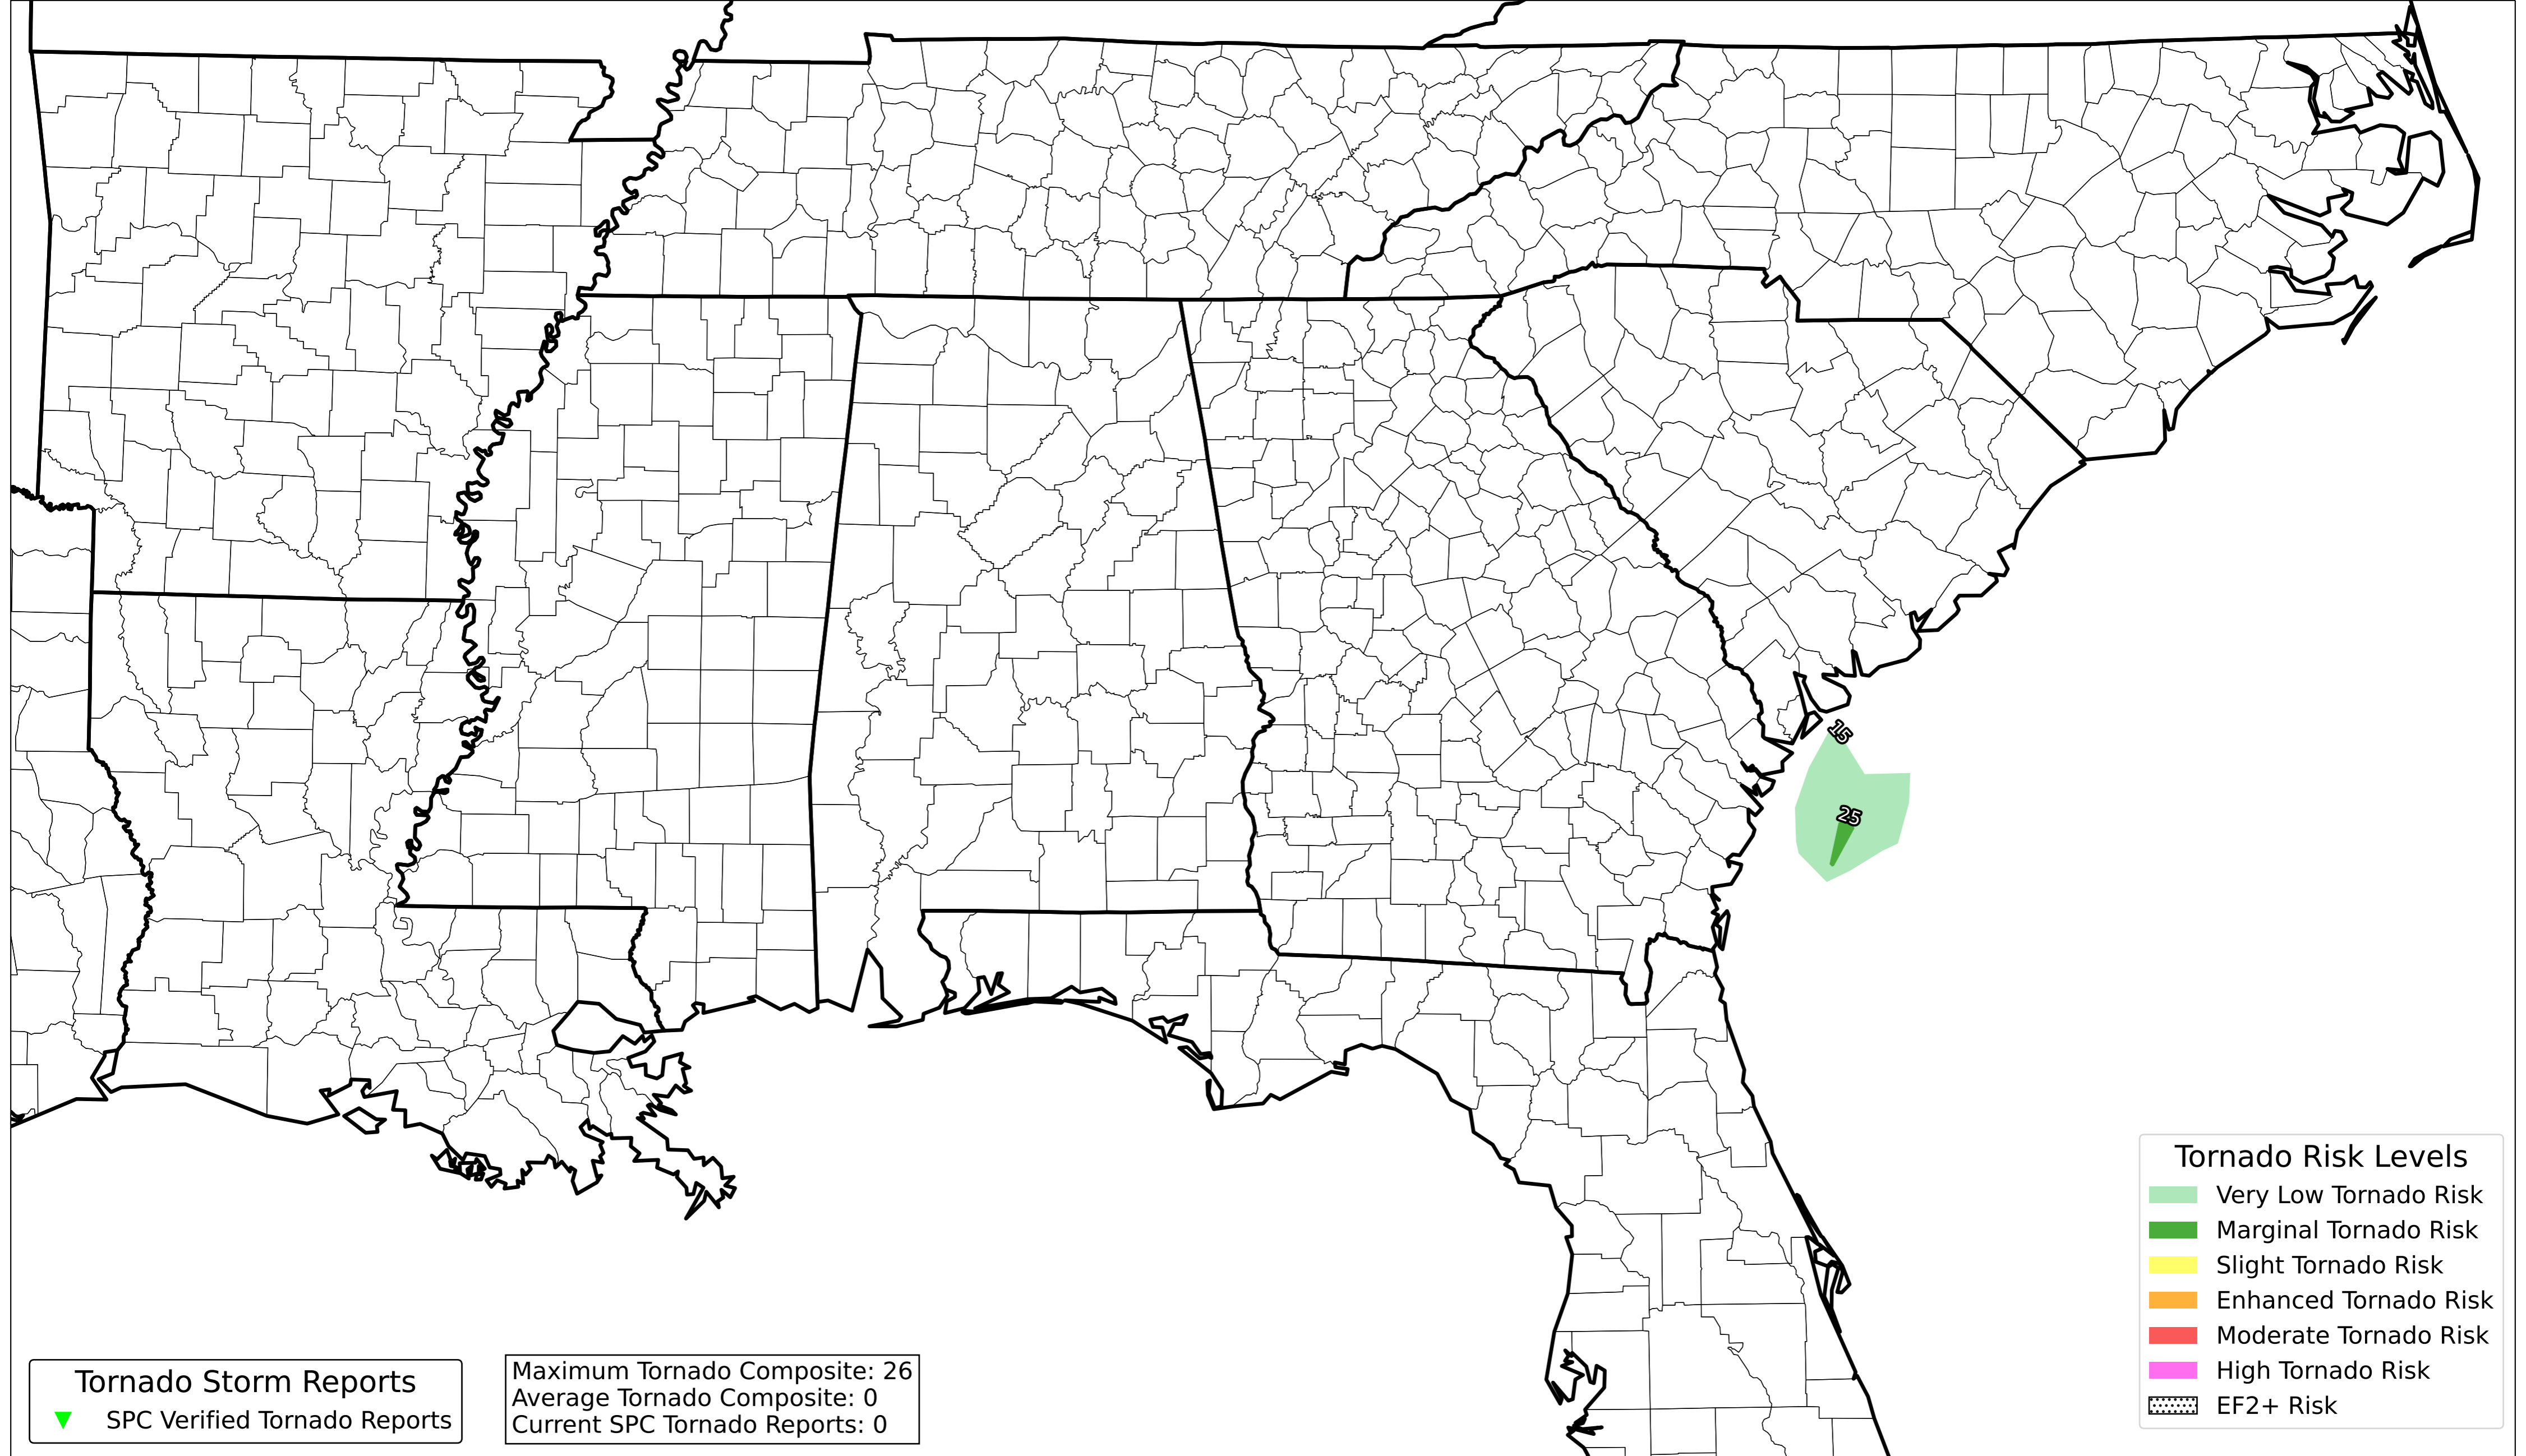 15
25
Tornado Risk Levels
Very Low Tornado Risk
Marginal Tornado Risk
Slight Tornado Risk
Enhanced Tornado Risk
Moderate Tornado Risk
High Tornado Risk
EF2+ Risk
Tornado Storm Reports
SPC Verified Tornado Reports
Maximum Tornado Composite: 26
Average Tornado Composite: 0
Current SPC Tornado Reports: 0